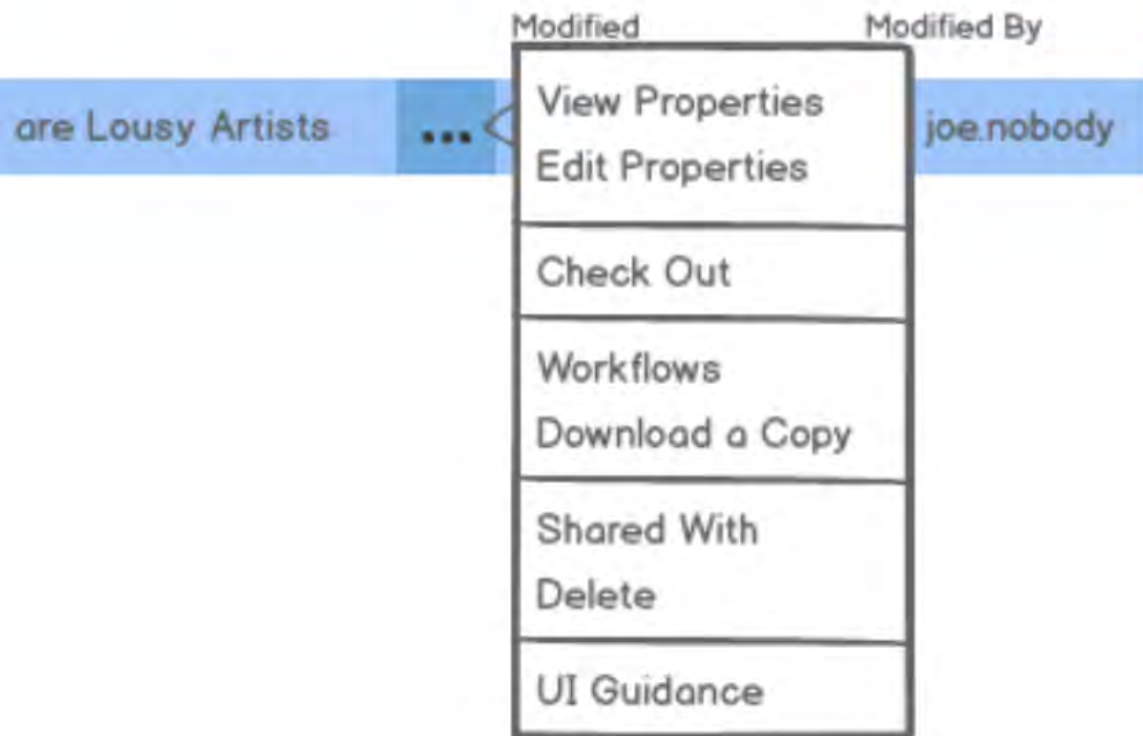 Modified Modified By
are Lousy Artists ... joe.nobody
View Properties
Edit Properties
Check Out
Workflows
Download a Copy
Shared With
Delete
UI Guidance